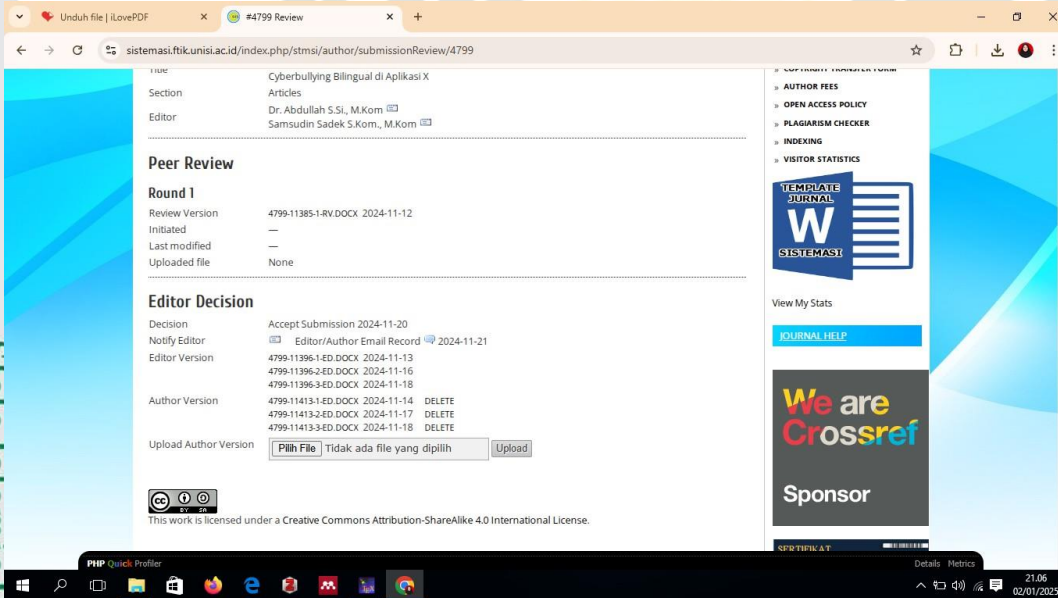 Unduh file | iLovePDF
#4799 Review
sistemasi.ftik.unisi.ac.id/index.php/stmsi/author/submissionReview/4799
Title
Cyberbullying Bilingual di Aplikasi X
Section Articles
Editor Dr. Abdullah S.Si., M.Kom
Samsudin Sadek S.Kom., M.Kom
Peer Review
Round 1
Review Version 4799-11385-1-RV.DOCX 2024-11-12
Initiated —
Last modified —
Uploaded file None
Editor Decision
Decision Accept Submission 2024-11-20
Notify Editor Editor/Author Email Record 2024-11-21
Editor Version 4799-11396-1-ED.DOCX 2024-11-13
4799-11396-2-ED.DOCX 2024-11-16
4799-11396-3-ED.DOCX 2024-11-18
Author Version 4799-11413-1-ED.DOCX 2024-11-14 DELETE
4799-11413-2-ED.DOCX 2024-11-17 DELETE
4799-11413-3-ED.DOCX 2024-11-18 DELETE
Upload Author Version Pilih File Tidak ada file yang dipilih Upload
cc BY SA
This work is licensed under a Creative Commons Attribution-ShareAlike 4.0 International License.
» COPYRIGHT TRANSFER FORM
» AUTHOR FEES
» OPEN ACCESS POLICY
» PLAGIARISM CHECKER
» INDEXING
» VISITOR STATISTICS
TEMPLATE
JURNAL
W
SISTEMASI
View My Stats
JOURNAL HELP
We are
Crossref
Sponsor
SERTIFIKAT
PHP Quick Profiler
Details Metrics
21.06
02/01/2025